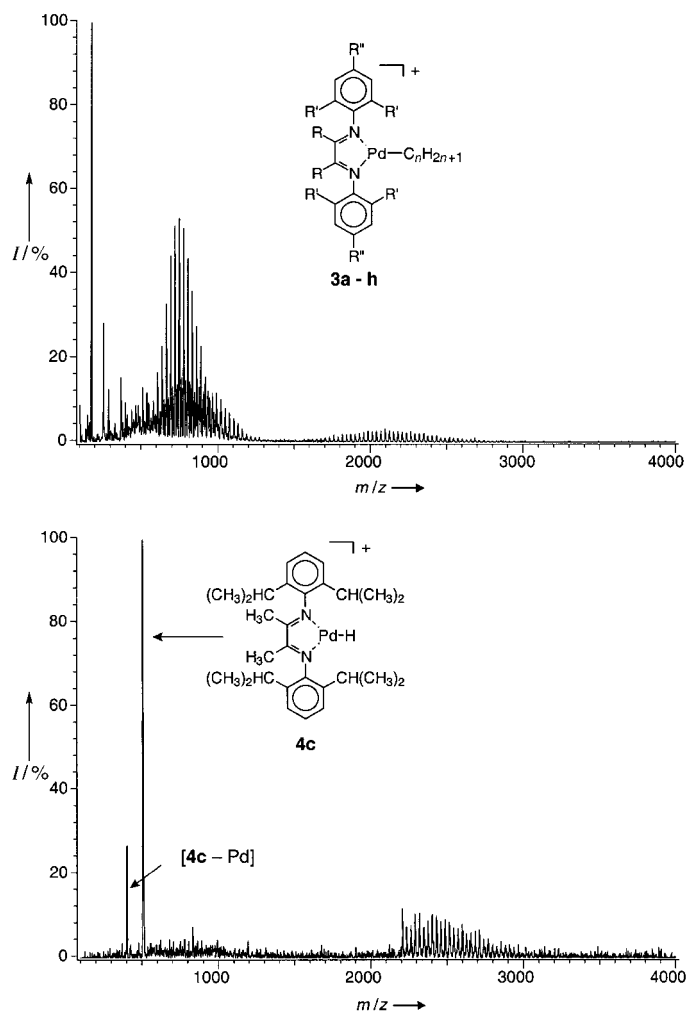 100
80
60
I / %
40
20
0
1000
2000
3000
4000
m / z
R"
R' R'
R N
Pd CnH2n+1
R N
R' R'
R"
+
3a - h
100
80
60
I / %
40
20
0
1000
2000
3000
4000
m / z
+
(CH3)2HC CH(CH3)2
H3C N
Pd-H
H3C N
(CH3)2HC CH(CH3)2
4c
[4c – Pd]